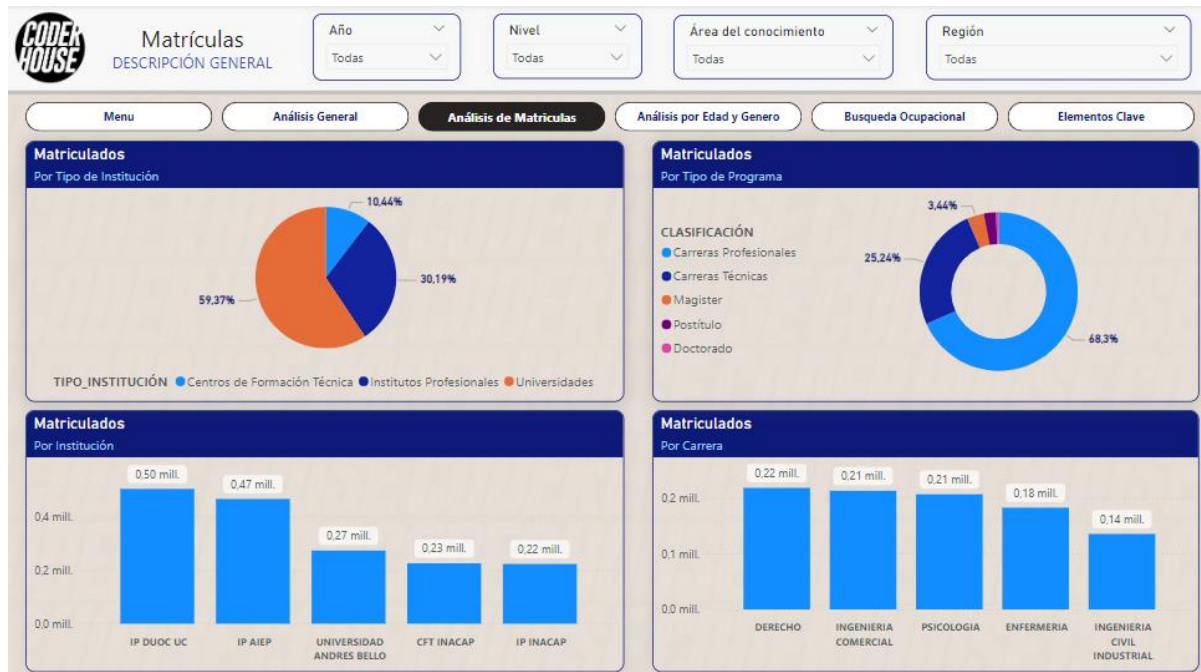 CODER
HOUSE
Matrículas
DESCRIPCIÓN GENERAL
Año
Todas
Nivel
Todas
Área del conocimiento
Todas
Región
Todas
Menu
Análisis General
Análisis de Matriculas
Análisis por Edad y Genero
Busqueda Ocupacional
Elementos Clave
Matriculados
Por Tipo de Institución
10,44%
30,19%
59,37%
TIPO_INSTITUCIÓN Centros de Formación Técnica Institutos Profesionales Universidades
Matriculados
Por Tipo de Programa
CLASIFICACIÓN
Carreras Profesionales
Carreras Técnicas
Magister
Postítulo
Doctorado
3,44%
25,24%
68,3%
Matriculados
Por Institución
0,50 mill.
0,47 mill.
0,27 mill.
0,23 mill.
0,22 mill.
0,4 mill.
0,2 mill.
0,0 mill.
IP DUOC UC
IP AIEP
UNIVERSIDAD
ANDRES BELLO
CFT INACAP
IP INACAP
Matriculados
Por Carrera
0,22 mill.
0,21 mill.
0,21 mill.
0,18 mill.
0,14 mill.
0,2 mill.
0,1 mill.
0,0 mill.
DERECHO
INGENIERIA
COMERCIAL
PSICOLOGIA
ENFERMERIA
INGENIERIA
CIVIL
INDUSTRIAL